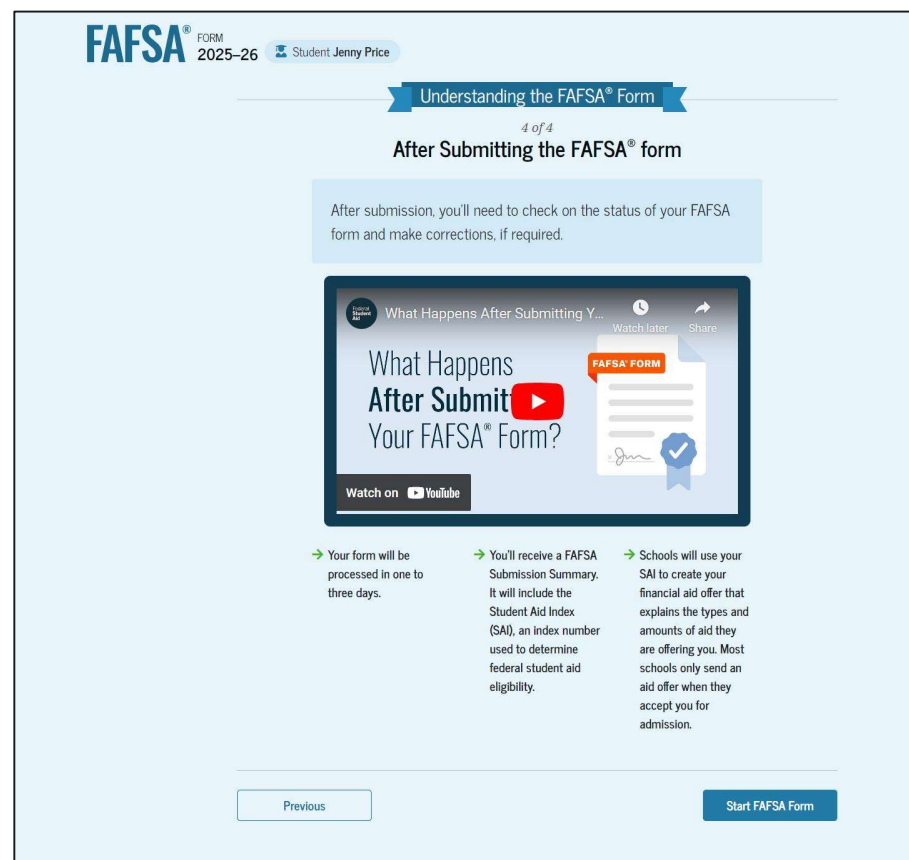 FAFSA® FORM
2025–26
Student Jenny Price
Understanding the FAFSA® Form
4 of 4
After Submitting the FAFSA® form
After submission, you'll need to check on the status of your FAFSA
form and make corrections, if required.
Federal
Student
Aid
What Happens After Submitting Y...
Watch later
Share
What Happens
After Submit
Your FAFSA® Form?
FAFSA® FORM
Watch on YouTube
Your form will be
processed in one to
three days.
You'll receive a FAFSA
Submission Summary.
It will include the
Student Aid Index
(SAI), an index number
used to determine
federal student aid
eligibility.
Schools will use your
SAI to create your
financial aid offer that
explains the types and
amounts of aid they
are offering you. Most
schools only send an
aid offer when they
accept you for
admission.
Previous
Start FAFSA Form